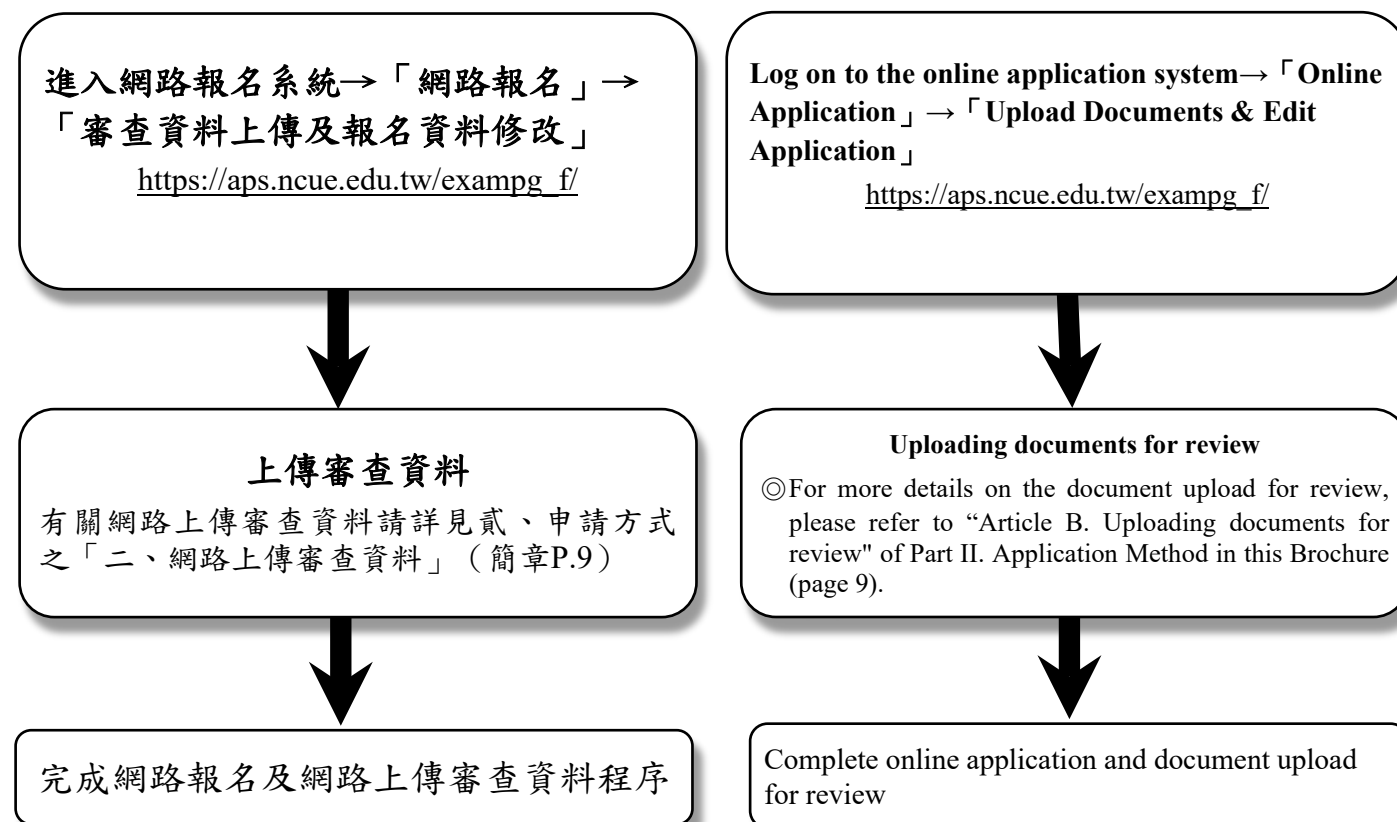 進入網路報名系統→「網路報名」→
「審查資料上傳及報名資料修改」
https://aps.ncue.edu.tw/exampg_f/
上傳審查資料
有關網路上傳審查資料請詳見貳、申請方式
之「二、網路上傳審查資料」（簡章P.9）
完成網路報名及網路上傳審查資料程序
Log on to the online application system→「Online
Application」→「Upload Documents & Edit
Application」
https://aps.ncue.edu.tw/exampg_f/
Uploading documents for review
◎For more details on the document upload for review,
please refer to “Article B. Uploading documents for
review" of Part II. Application Method in this Brochure
(page 9).
Complete online application and document upload
for review